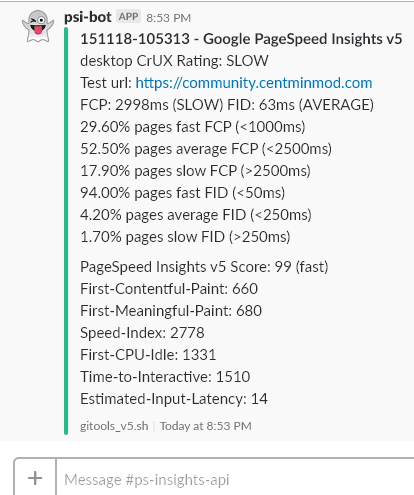 psi-bot APP 8:53 PM
151118-105313 - Google PageSpeed Insights v5
desktop CrUX Rating: SLOW
Test url: https://community.centminmod.com
FCP: 2998ms (SLOW) FID: 63ms (AVERAGE)
29.60% pages fast FCP (<1000ms)
52.50% pages average FCP (<2500ms)
17.90% pages slow FCP (>2500ms)
94.00% pages fast FID (<50ms)
4.20% pages average FID (<250ms)
1.70% pages slow FID (>250ms)
PageSpeed Insights v5 Score: 99 (fast)
First-Contentful-Paint: 660
First-Meaningful-Paint: 680
Speed-Index: 2778
First-CPU-Idle: 1331
Time-to-Interactive: 1510
Estimated-Input-Latency: 14
gitools_v5.sh | Today at 8:53 PM
Message #ps-insights-api